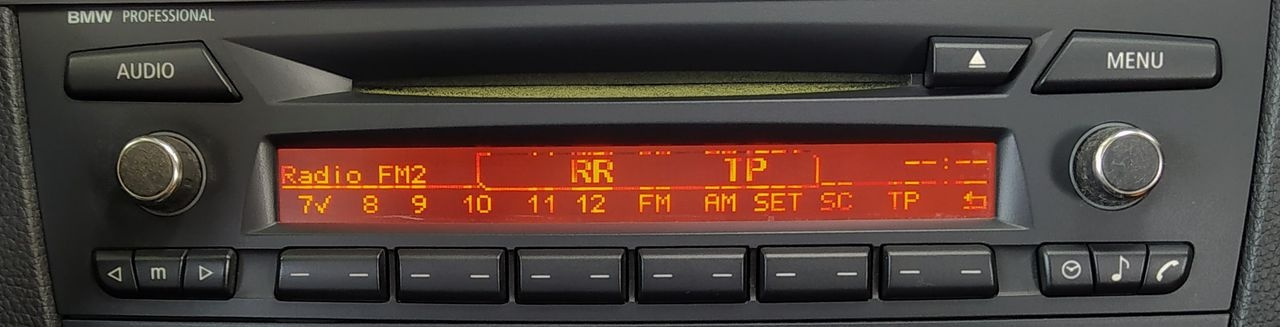 BMW PROFESSIONAL
AUDIO
MENU
Radio FM2 RR TP --:--
7✓ 8 9 10 11 12 FM AM SET SC TP
m